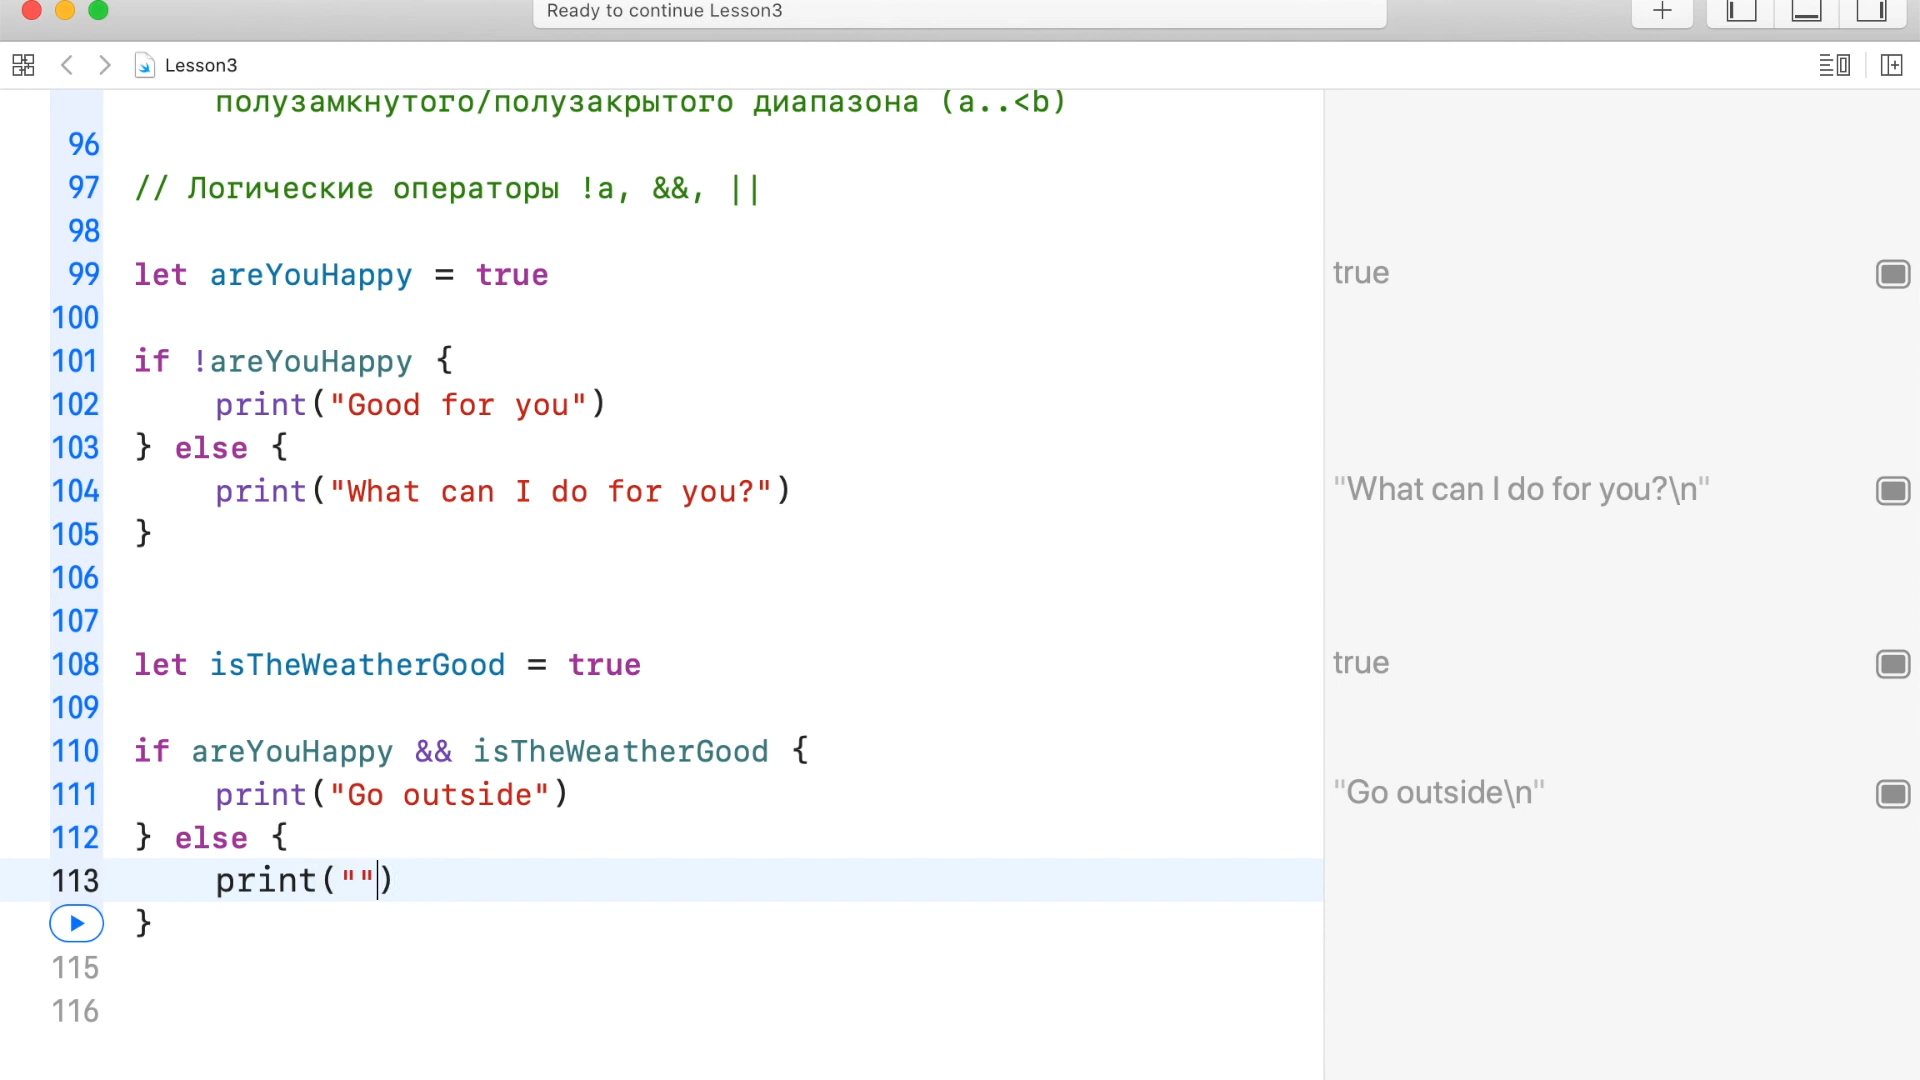 Ready to continue Lesson3
Lesson3
полузамкнутого/полузакрытого диапазона (a..<b)
96
97 // Логические операторы !a, &&, ||
98
99 let areYouHappy = true true
100
101 if !areYouHappy {
102 print("Good for you")
103 } else {
104 print("What can I do for you?") "What can I do for you?\n"
105 }
106
107
108 let isTheWeatherGood = true true
109
110 if areYouHappy && isTheWeatherGood {
111 print("Go outside") "Go outside\n"
112 } else {
113 print("")
}
115
116